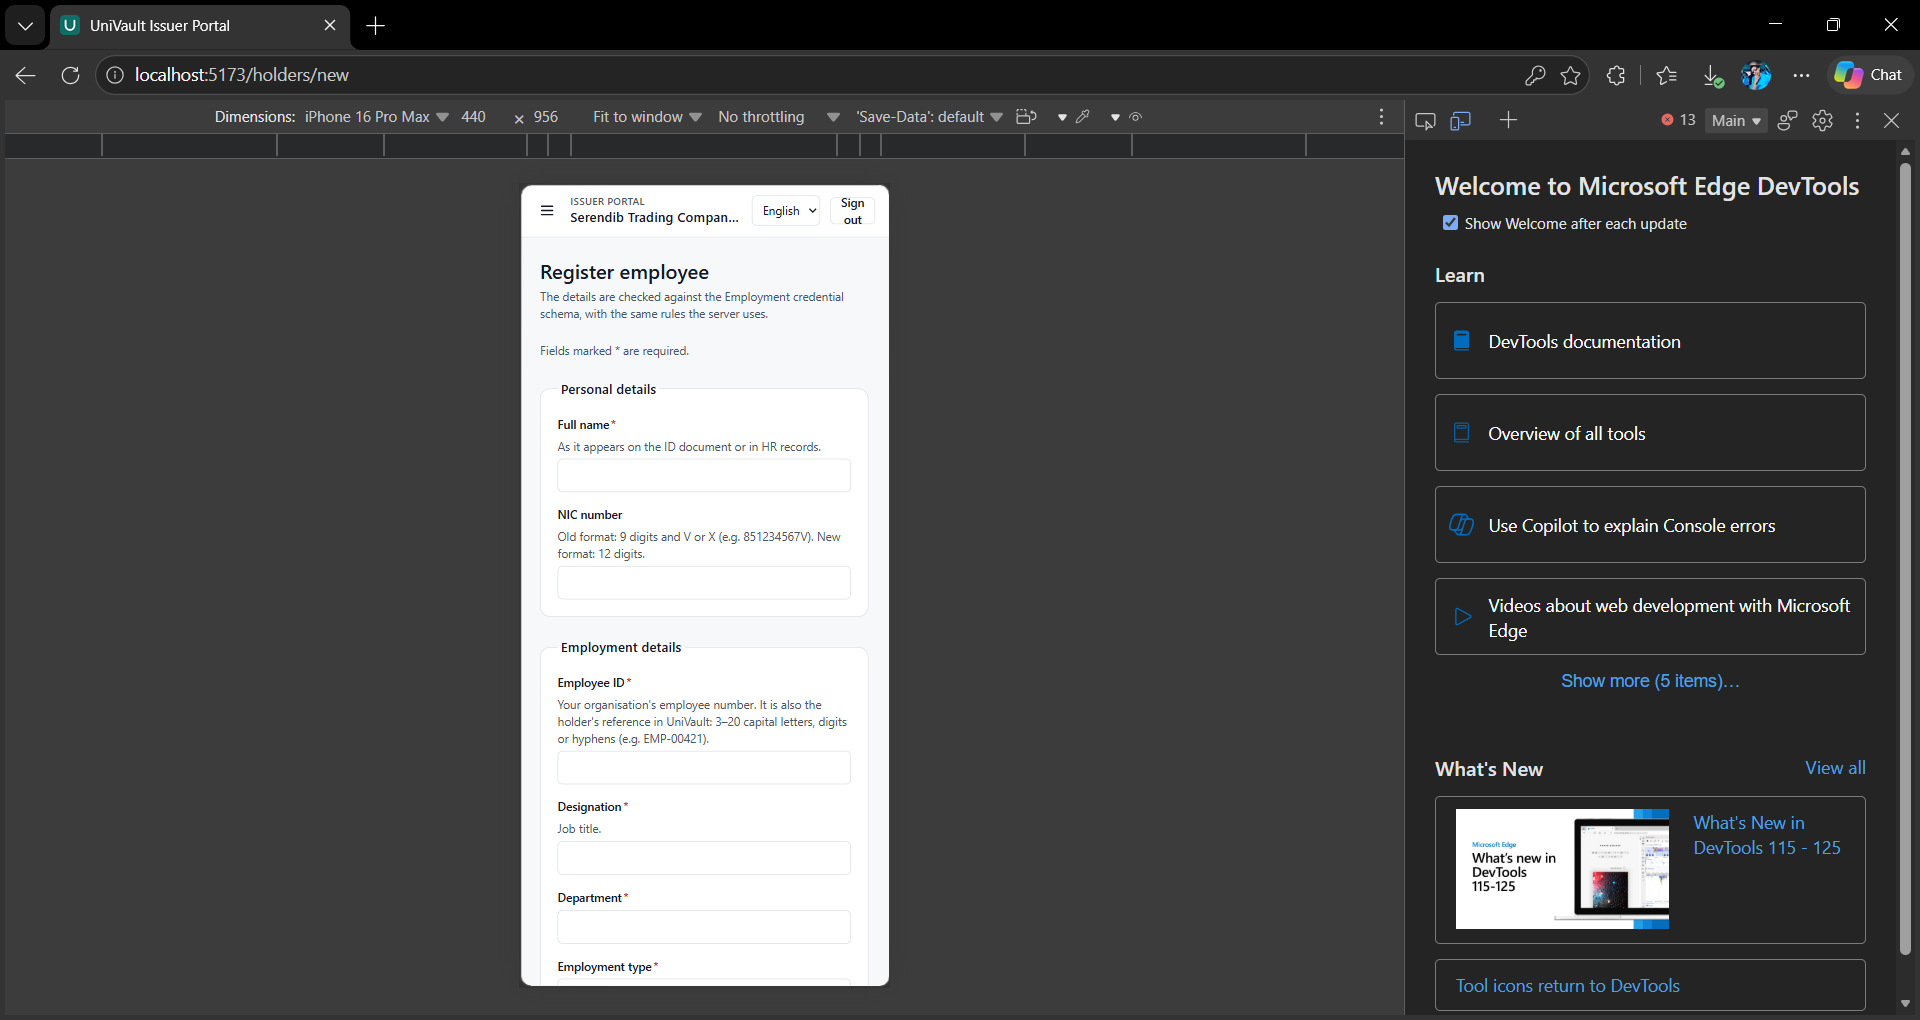 UniVault Issuer Portal
localhost:5173/holders/new
Chat
Dimensions: iPhone 16 Pro Max 440 × 956 Fit to window No throttling 'Save-Data': default
13 Main
ISSUER PORTAL
Serendib Trading Compan...
English
Sign
out
Register employee
The details are checked against the Employment credential
schema, with the same rules the server uses.
Fields marked * are required.
Personal details
Full name*
As it appears on the ID document or in HR records.
NIC number
Old format: 9 digits and V or X (e.g. 851234567V). New
format: 12 digits.
Employment details
Employee ID*
Your organisation's employee number. It is also the
holder's reference in UniVault: 3–20 capital letters, digits
or hyphens (e.g. EMP-00421).
Designation*
Job title.
Department*
Employment type*
Welcome to Microsoft Edge DevTools
Show Welcome after each update
Learn
DevTools documentation
Overview of all tools
Use Copilot to explain Console errors
Videos about web development with Microsoft
Edge
Show more (5 items)...
What's New
View all
Microsoft Edge
What's new in
DevTools
115-125
What's New in
DevTools 115 - 125
Tool icons return to DevTools